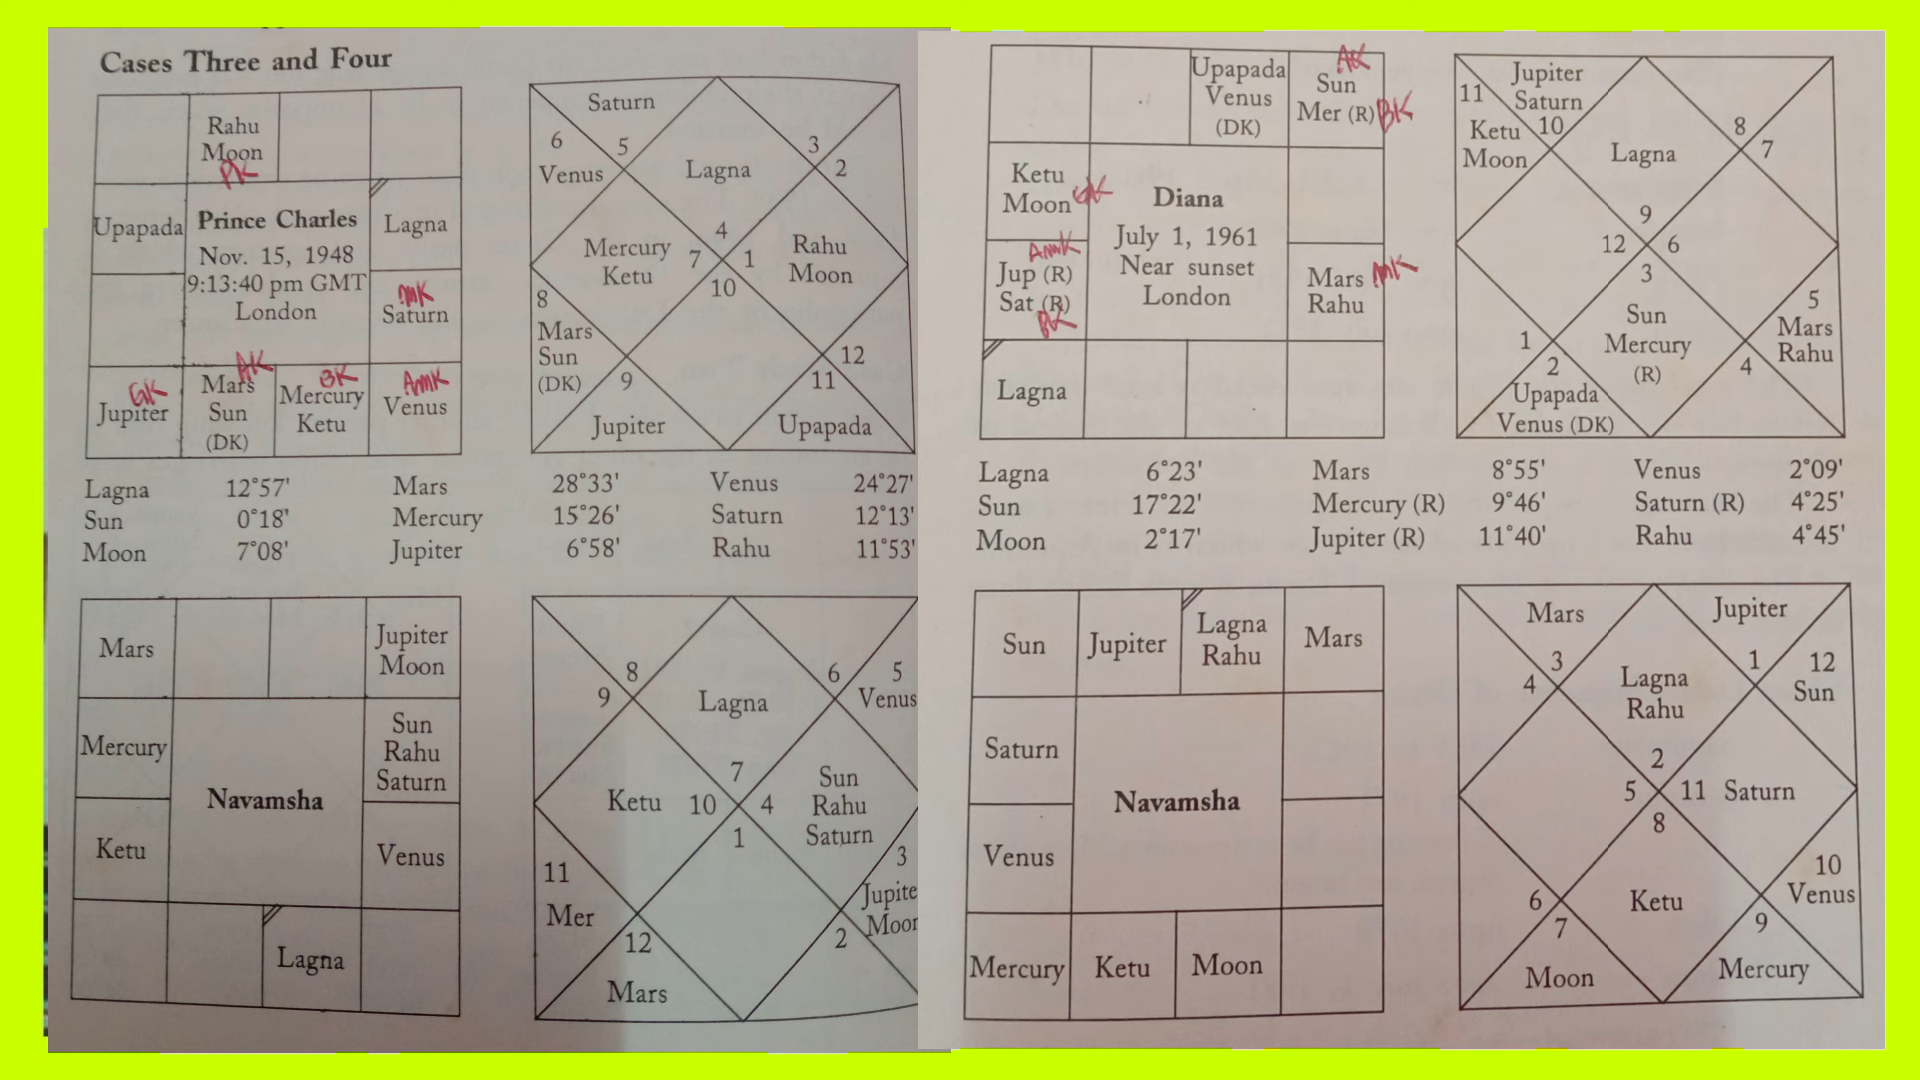 Cases Three and Four
Rahu
Moon
PK
Upapada
Prince Charles
Nov. 15, 1948
9:13:40 pm GMT
London
Lagna
MK
Saturn
GK
Jupiter
AK
Mars
Sun
(DK)
BK
Mercury
Ketu
AmK
Venus
Saturn
6
5
Venus
Lagna
3
2
Mercury
Ketu
7
4
1
10
Rahu
Moon
8
Mars
Sun
(DK)
9
Jupiter
12
11
Upapada
Lagna 12°57' Mars 28°33' Venus 24°27'
Sun 0°18' Mercury 15°26' Saturn 12°13'
Moon 7°08' Jupiter 6°58' Rahu 11°53'
Mars
Jupiter
Moon
Mercury
Navamsha
Sun
Rahu
Saturn
Ketu
Venus
Lagna
8
9
Lagna
6
5
Venus
7
Ketu 10
4
1
Sun
Rahu
Saturn
11
Mer
12
Mars
3
Jupite
Moon
2
Upapada
Venus
(DK)
AK
Sun
Mer (R)
BK
Ketu
Moon
GK
Diana
July 1, 1961
Near sunset
London
AmK
Jup (R)
Sat (R)
PK
Mars
MK
Rahu
Lagna
11
Jupiter
Saturn
10
Ketu
Moon
Lagna
8
7
9
12
6
3
Sun
Mercury
(R)
5
Mars
Rahu
1
2
4
Upapada
Venus (DK)
Lagna 6°23' Mars 8°55' Venus 2°09'
Sun 17°22' Mercury (R) 9°46' Saturn (R) 4°25'
Moon 2°17' Jupiter (R) 11°40' Rahu 4°45'
Sun
Jupiter
Lagna
Rahu
Mars
Saturn
Navamsha
Venus
Mercury
Ketu
Moon
Mars
Jupiter
3
4
Lagna
Rahu
1
12
Sun
2
5
11 Saturn
8
10
Venus
6
7
Ketu
9
Moon
Mercury